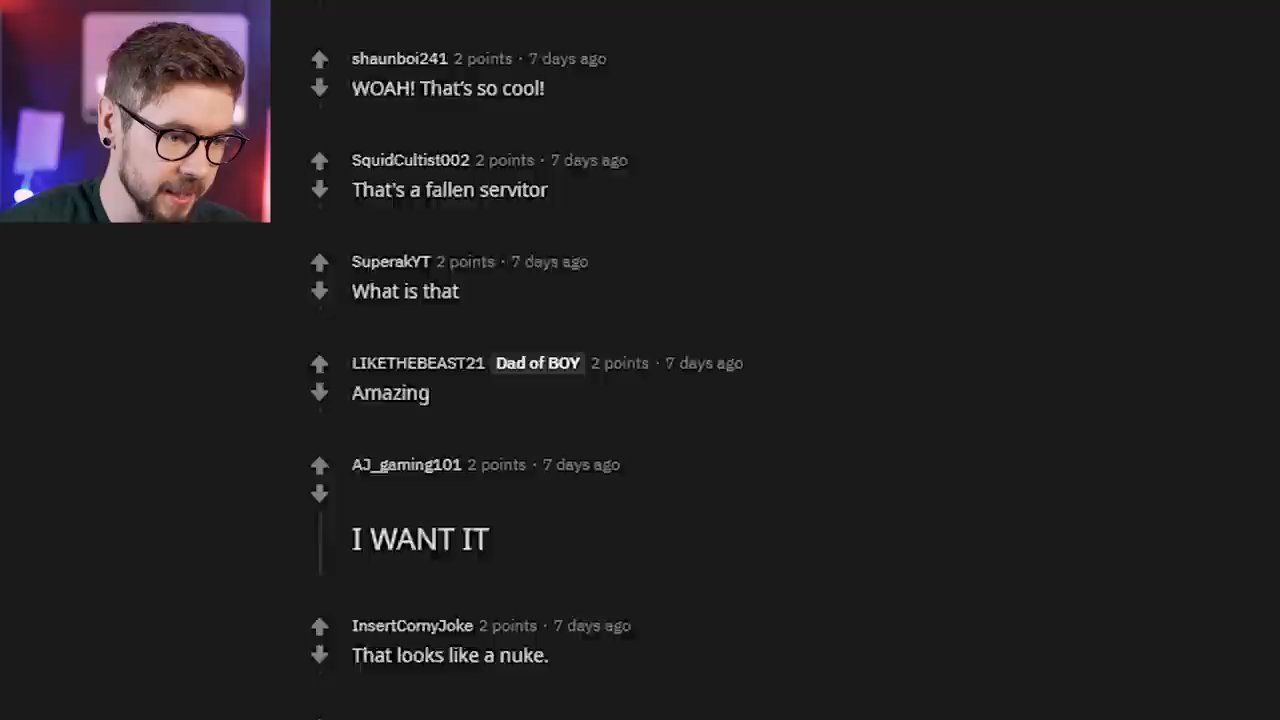 shaunboi241 2 points · 7 days ago
WOAH! That's so cool!
SquidCultist002 2 points · 7 days ago
That's a fallen servitor
SuperakYT 2 points · 7 days ago
What is that
LIKETHEBEAST21 Dad of BOY 2 points · 7 days ago
Amazing
AJ_gaming101 2 points · 7 days ago
I WANT IT
InsertCornyJoke 2 points · 7 days ago
That looks like a nuke.